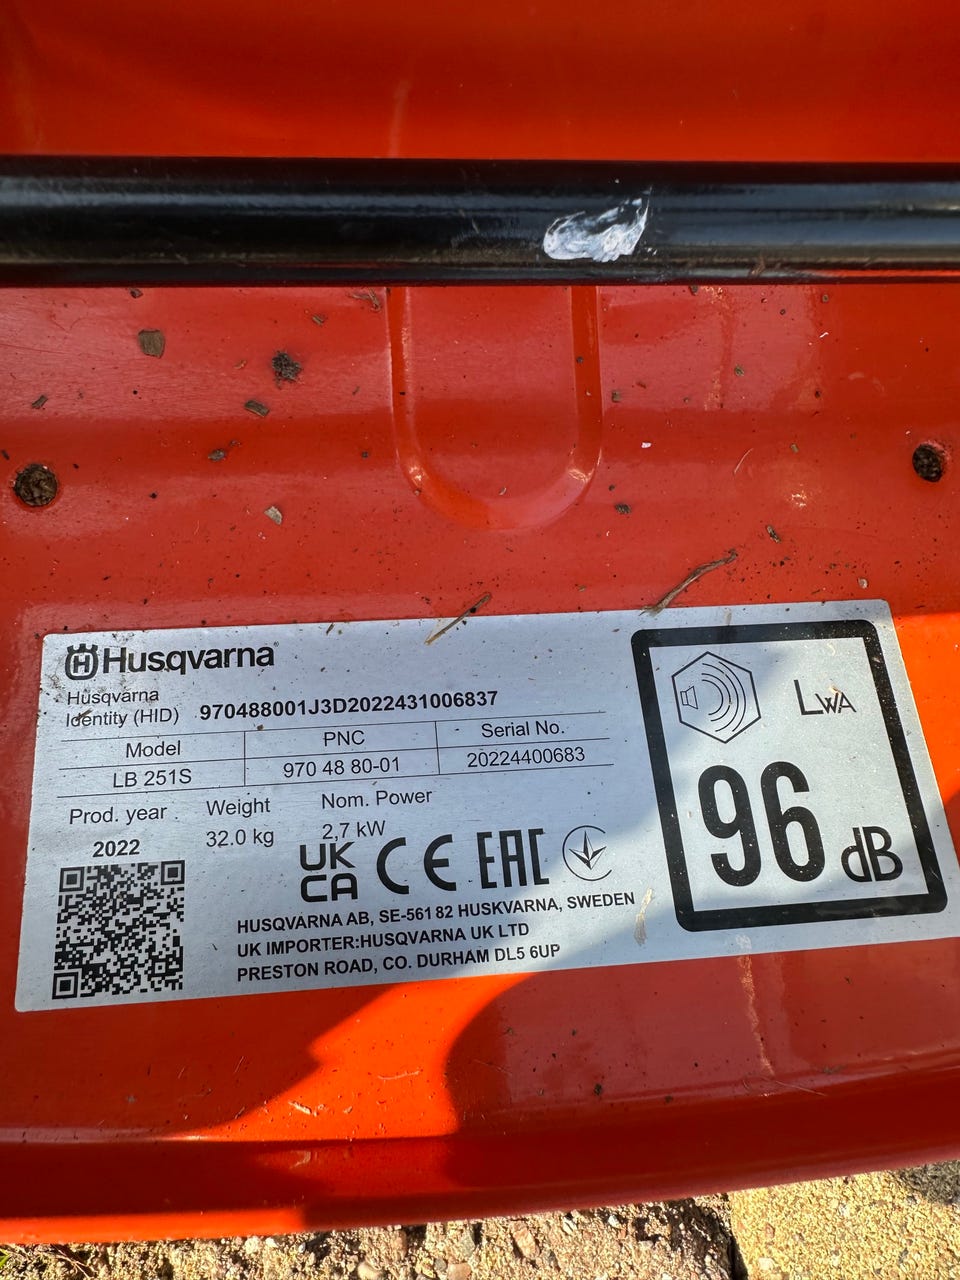 Husqvarna
Husqvarna
Identity (HID) 970488001J3D2022431006837
Model PNC Serial No.
LB 251S 970 48 80-01 20224400683
Prod. year Weight Nom. Power
2022 32.0 kg 2,7 kW
UK
CA CE EAC
HUSQVARNA AB, SE-561 82 HUSKVARNA, SWEDEN
UK IMPORTER:HUSQVARNA UK LTD
PRESTON ROAD, CO. DURHAM DL5 6UP
LWA
96 dB